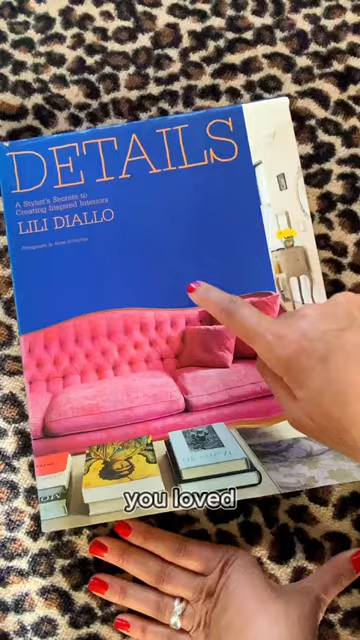 DETAILS
A Stylist's Secrets to
Creating Inspired Interiors
LILI DIALLO
you loved